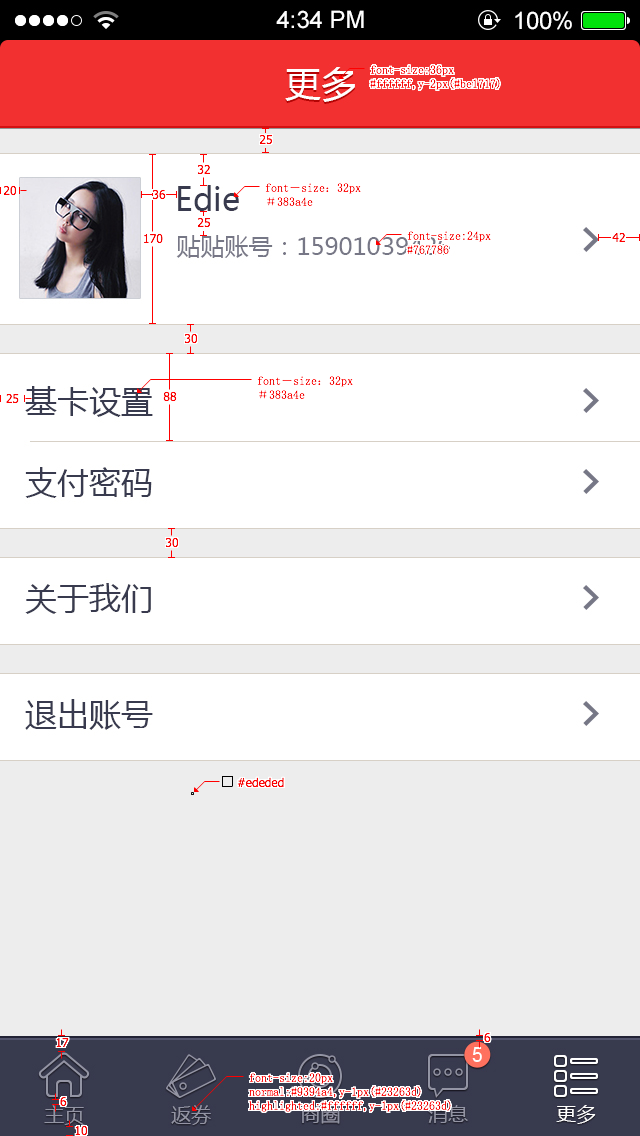 4:34 PM
100%
更多
font-size:36px
#ffffff,y-2px(#be1717)
25
20
36
32
Edie
font-size: 32px
#383a4e
25
170
贴贴账号：1590103942
font-size:24px
#767786
42
30
25
基卡设置
88
font-size: 32px
#383a4e
支付密码
30
关于我们
退出账号
#ededed
17
6
5
font-size:20px
normal:#9394a4,y-1px(#23263d)
highlighted:#ffffff,y-1px(#23263d)
6
主页
返券
商圈
消息
更多
10